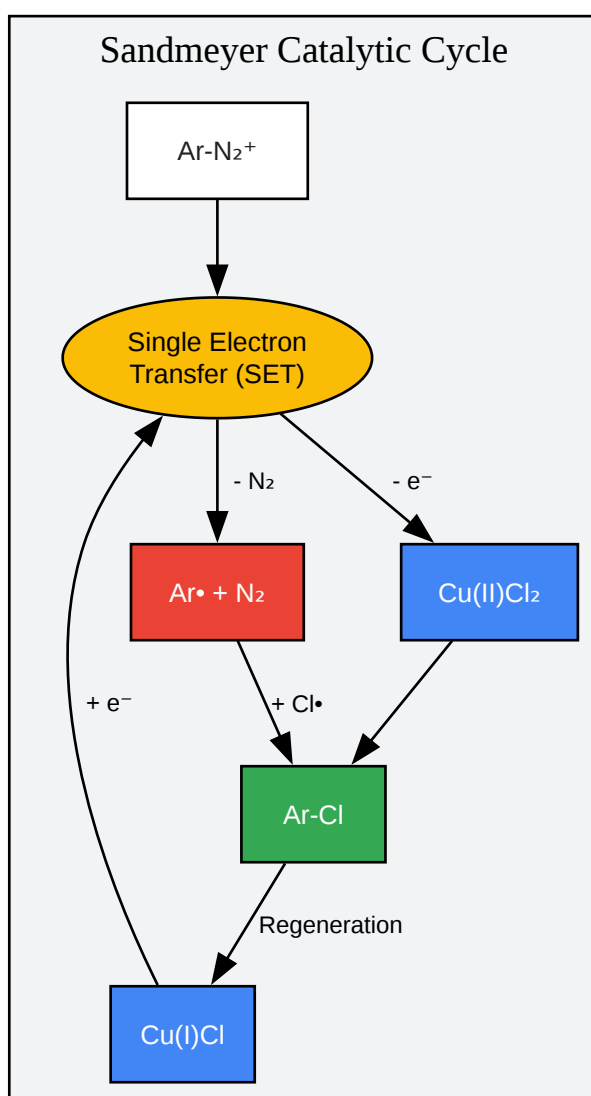 Sandmeyer Catalytic Cycle
Ar-N₂⁺
Single Electron
Transfer (SET)
- N₂
- e⁻
Ar• + N₂
Cu(II)Cl₂
+ e⁻
+ Cl•
Ar-Cl
Regeneration
Cu(I)Cl